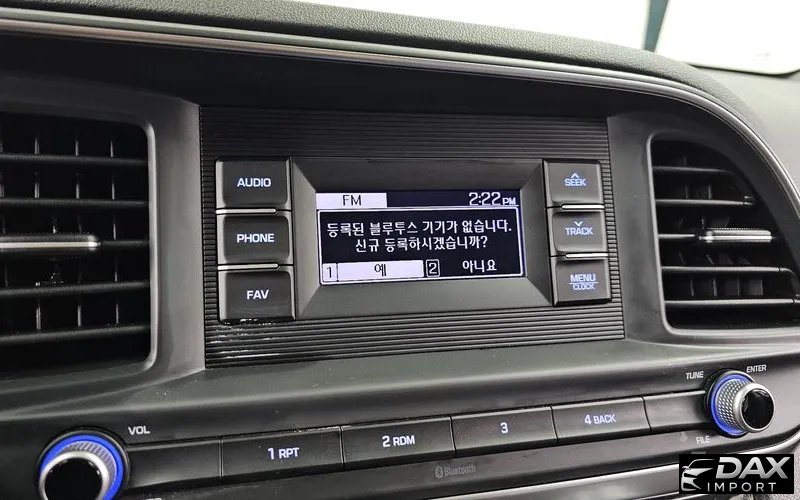 AUDIO
PHONE
FAV
FM 2:22 PM
등록된 블루투스 기기가 없습니다.
신규 등록하시겠습니까?
1 예 2 아니요
SEEK
TRACK
MENU
CLOCK
VOL
1 RPT
2 RDM
3
4 BACK
TUNE
ENTER
FILE
Bluetooth
DAX
IMPORT